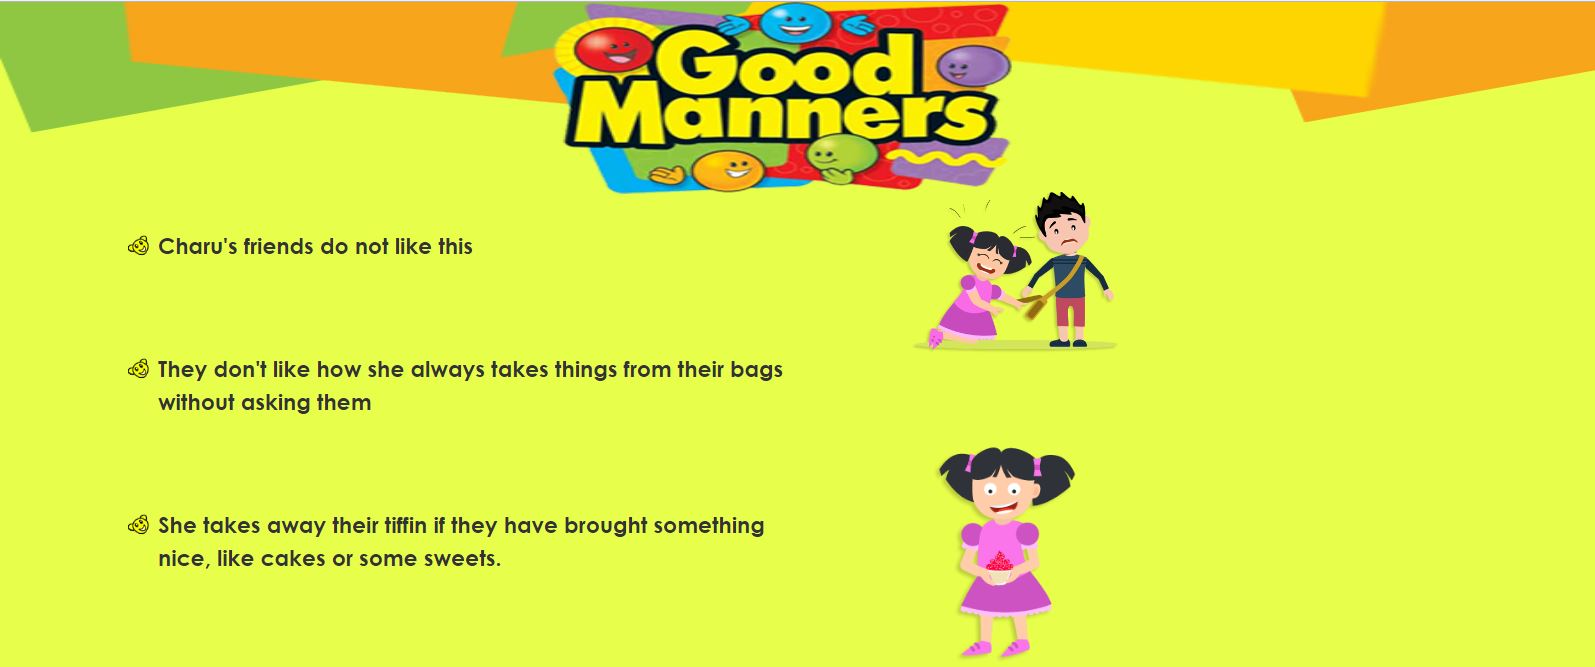 Good
Manners
Charu's friends do not like this
They don't like how she always takes things from their bags
without asking them
She takes away their tiffin if they have brought something
nice, like cakes or some sweets.